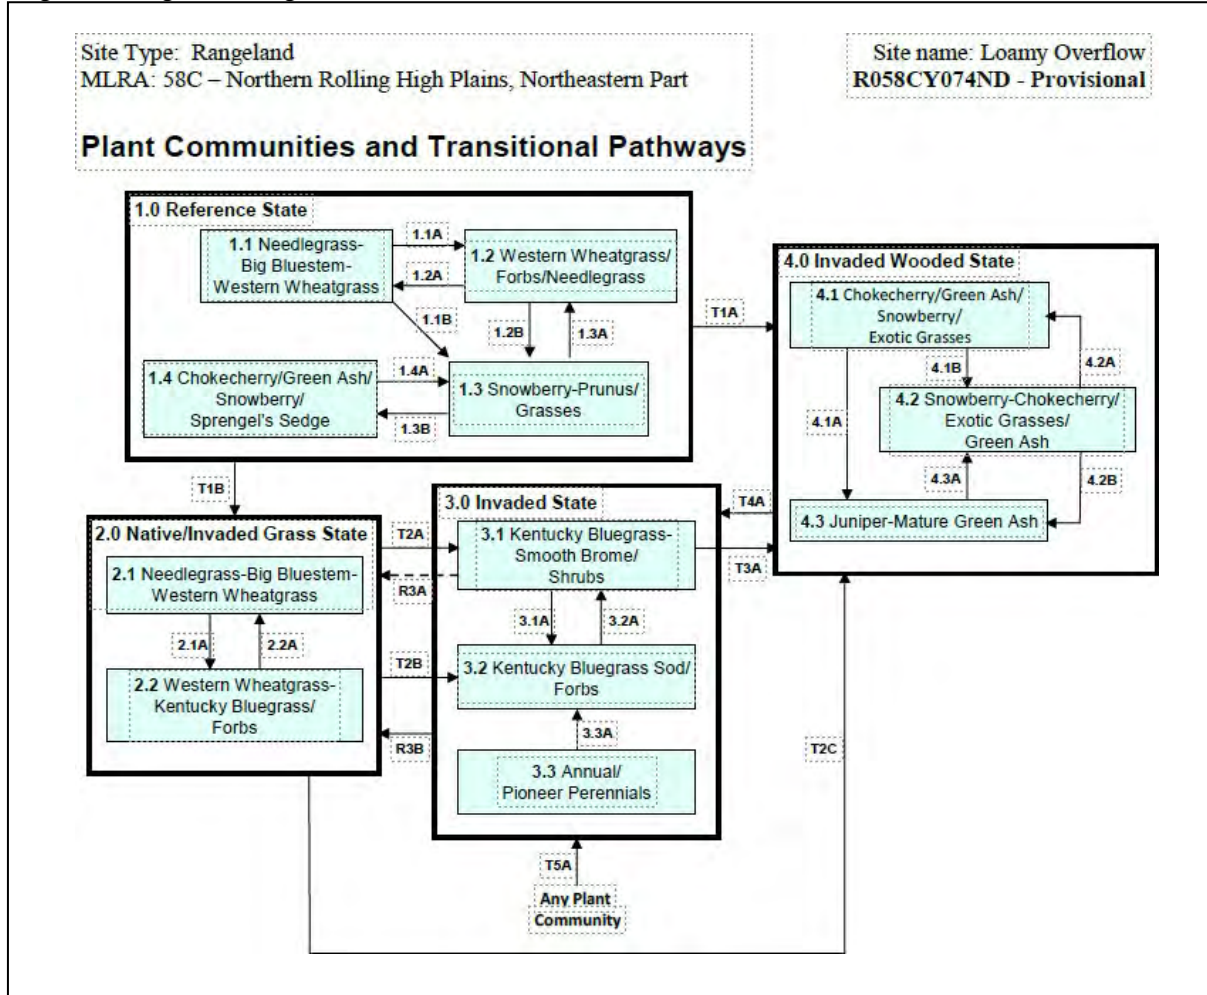 Site Type: Rangeland
MLRA: 58C – Northern Rolling High Plains, Northeastern Part
Site name: Loamy Overflow
R058CY074ND - Provisional
Plant Communities and Transitional Pathways
1.0 Reference State
1.1 Needlegrass-
Big Bluestem-
Western Wheatgrass
1.1A
1.2A
1.2 Western Wheatgrass/
Forbs/Needlegrass
1.1B
1.2B
1.3A
1.4 Chokecherry/Green Ash/
Snowberry/
Sprengel's Sedge
1.4A
1.3B
1.3 Snowberry-Prunus/
Grasses
T1A
T1B
4.0 Invaded Wooded State
4.1 Chokecherry/Green Ash/
Snowberry/
Exotic Grasses
4.1B
4.2A
4.1A
4.2 Snowberry-Chokecherry/
Exotic Grasses/
Green Ash
4.3A
4.2B
4.3 Juniper-Mature Green Ash
T4A
T3A
2.0 Native/Invaded Grass State
2.1 Needlegrass-Big Bluestem-
Western Wheatgrass
2.1A
2.2A
2.2 Western Wheatgrass-
Kentucky Bluegrass/
Forbs
T2A
R3A
T2B
R3B
3.0 Invaded State
3.1 Kentucky Bluegrass-
Smooth Brome/
Shrubs
3.1A
3.2A
3.2 Kentucky Bluegrass Sod/
Forbs
3.3A
3.3 Annual/
Pioneer Perennials
T2C
T5A
Any Plant
Community